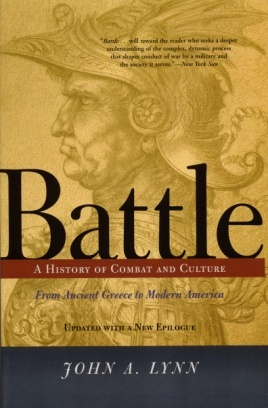 "Battle . . . will reward the reader who seeks a deeper
understanding of the complex, dynamic process
that shapes conduct of war by a military and
the society it serves."—New York Sun
Battle
A HISTORY OF COMBAT AND CULTURE
From Ancient Greece to Modern America
UPDATED WITH A NEW EPILOGUE
JOHN A. LYNN